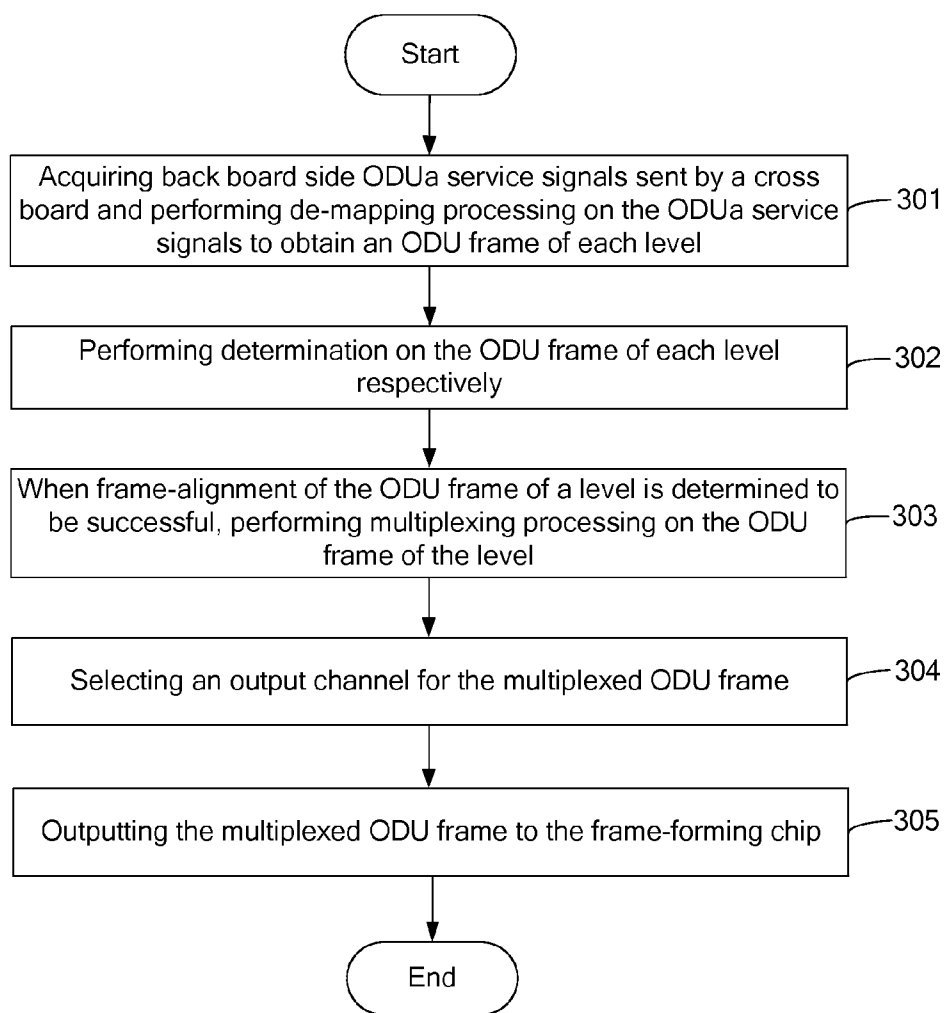 Start
Acquiring back board side ODUa service signals sent by a cross
board and performing de-mapping processing on the ODUa service
signals to obtain an ODU frame of each level
301
Performing determination on the ODU frame of each level
respectively
302
When frame-alignment of the ODU frame of a level is determined to
be successful, performing multiplexing processing on the ODU
frame of the level
303
Selecting an output channel for the multiplexed ODU frame
304
Outputting the multiplexed ODU frame to the frame-forming chip
305
End